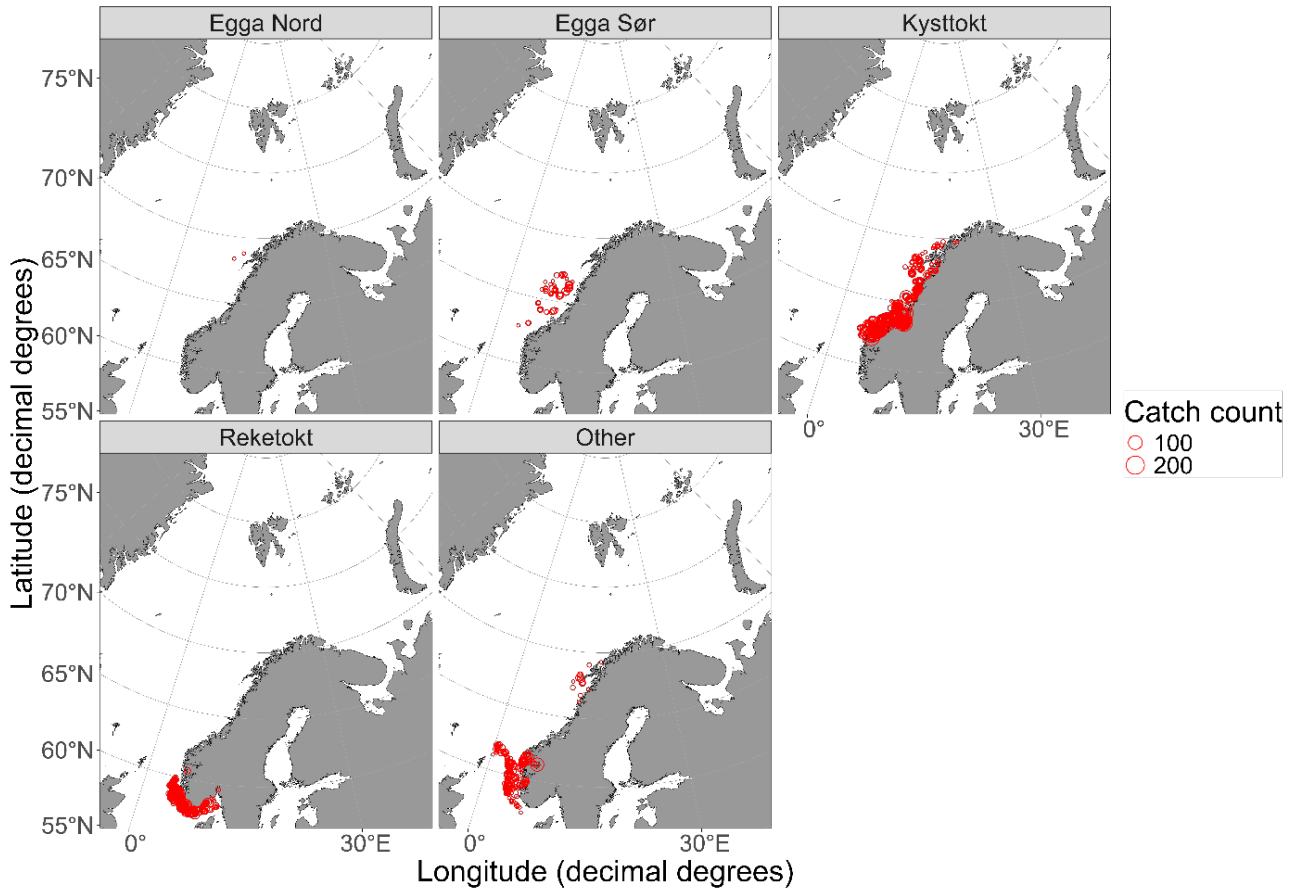 Egga Nord
Egga Sør
Kysttokt
75°N
70°N
65°N
60°N
55°N
0°
30°E
Catch count
100
200
Reketokt
Other
75°N
70°N
65°N
60°N
55°N
0°
30°E
0°
30°E
Latitude (decimal degrees)
Longitude (decimal degrees)